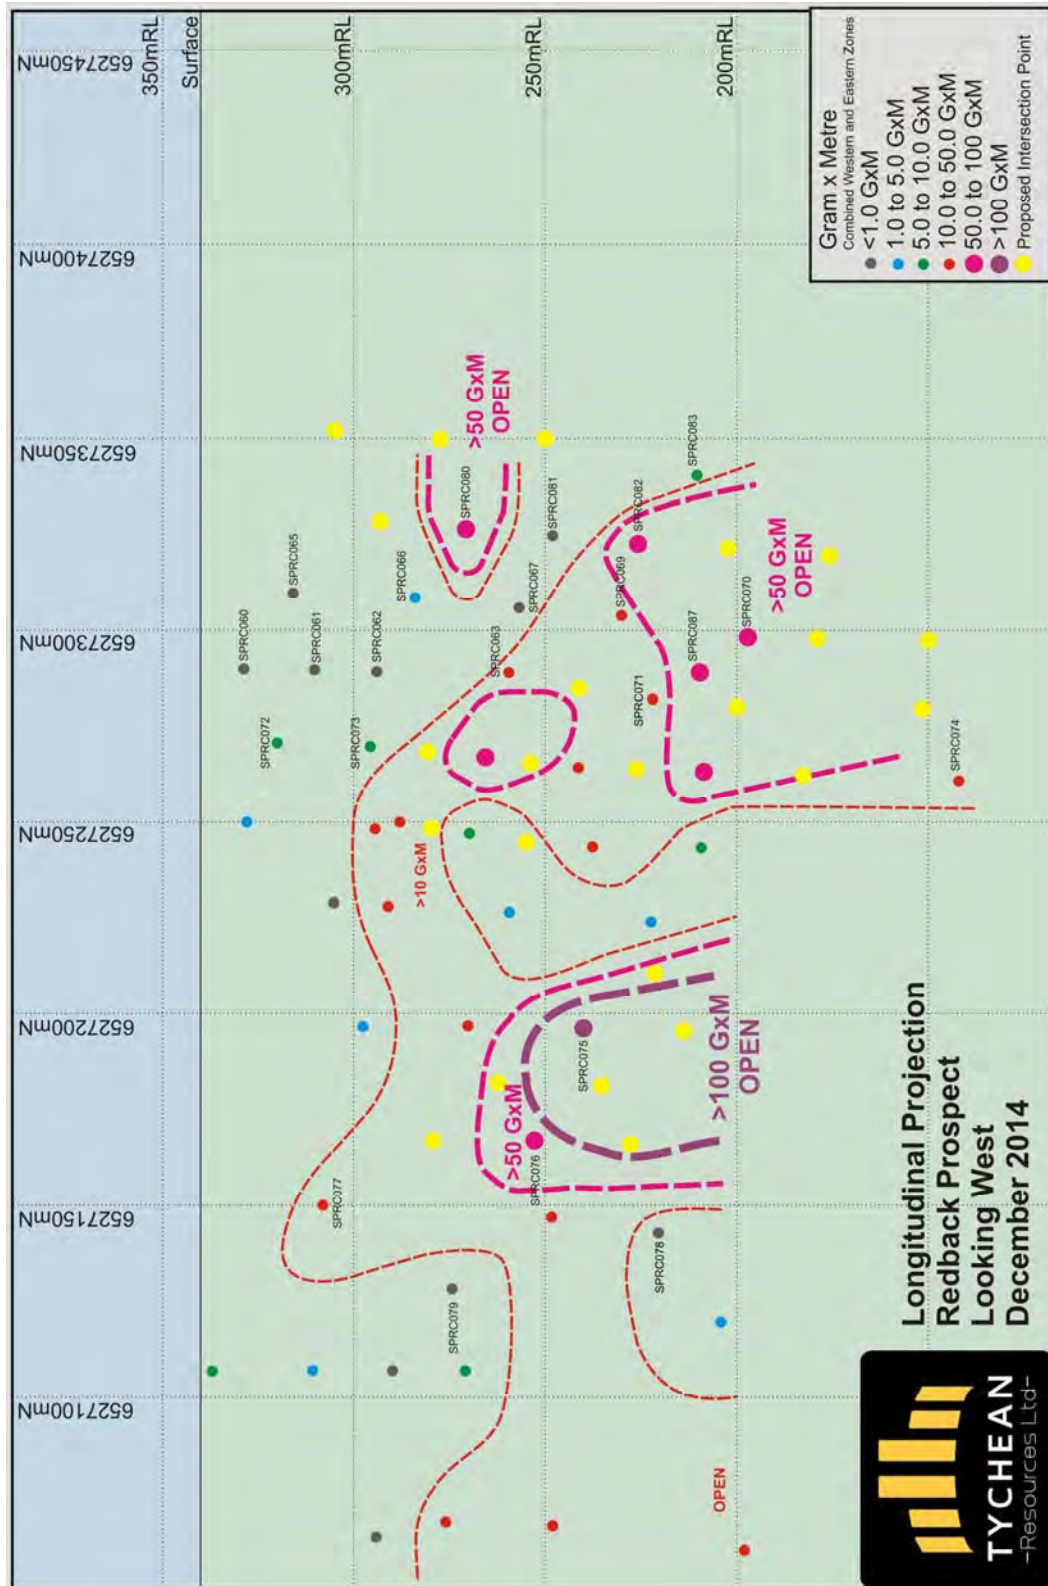 6527100mN
6527150mN
6527200mN
6527250mN
6527300mN
6527350mN
6527400mN
6527450mN
350mRL
Surface
300mRL
250mRL
200mRL
SPRC060
SPRC065
SPRC072
SPRC061
SPRC077
SPRC073
SPRC062
SPRC066
>10 GxM
SPRC079
SPRC063
SPRC080
>50 GxM
OPEN
SPRC067
SPRC081
>50 GxM
SPRC076
SPRC075
SPRC069
SPRC071
SPRC082
SPRC078
SPRC087
SPRC083
SPRC070
>100 GxM
OPEN
>50 GxM
OPEN
OPEN
SPRC074
TYCHEAN
-Resources Ltd-
Longitudinal Projection
Redback Prospect
Looking West
December 2014
Gram x Metre
Combined Western and Eastern Zones
<1.0 GxM
1.0 to 5.0 GxM
5.0 to 10.0 GxM
10.0 to 50.0 GxM
50.0 to 100 GxM
>100 GxM
Proposed Intersection Point